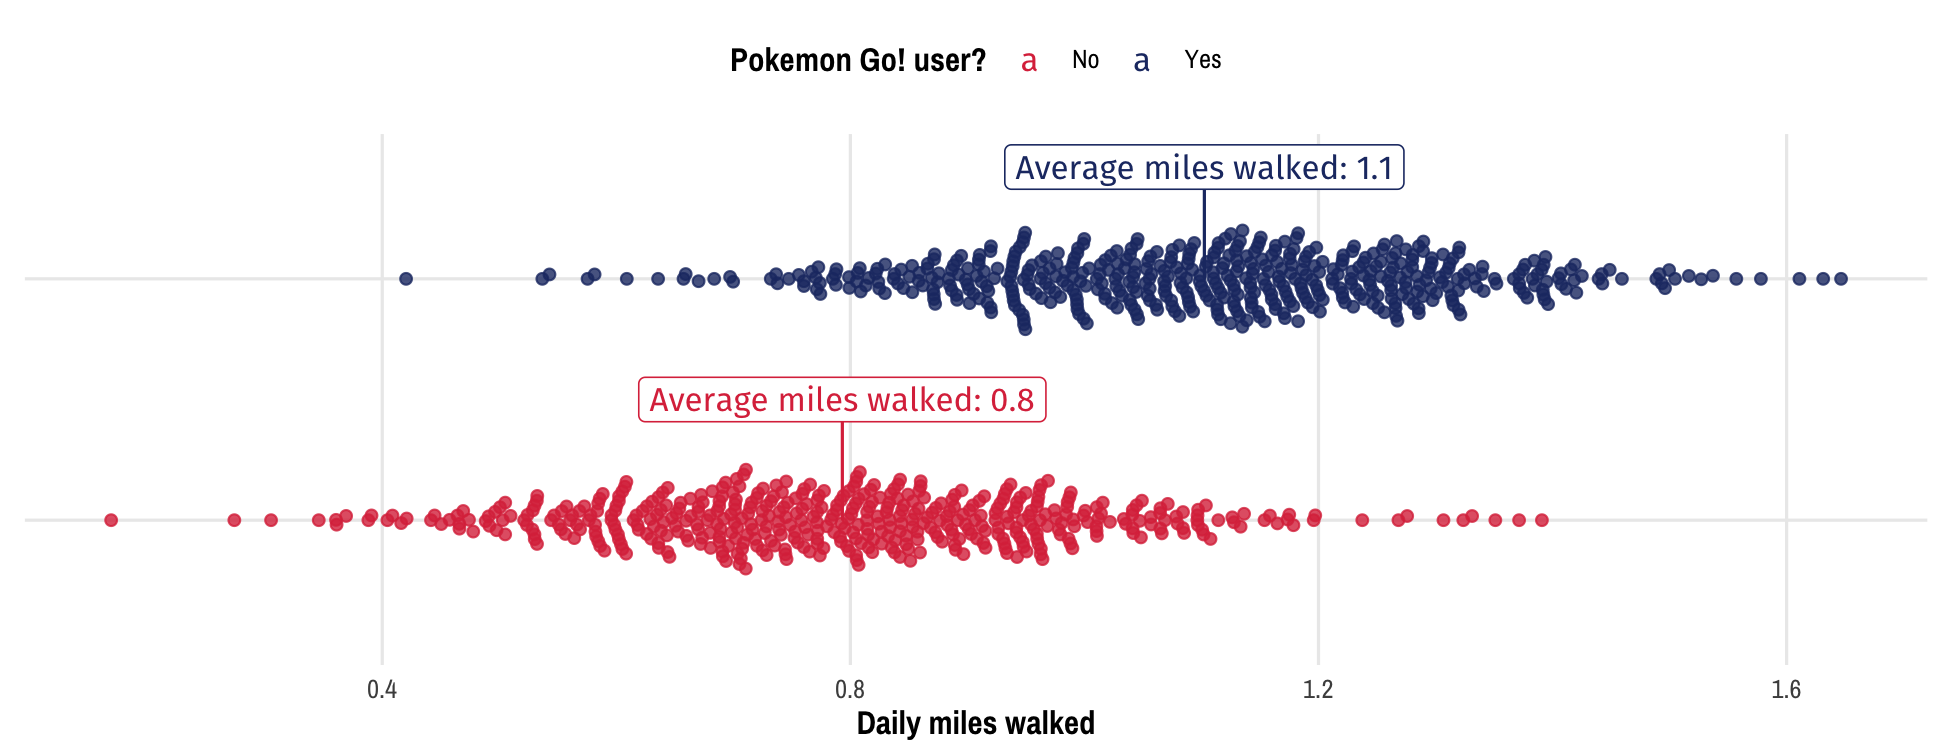 Pokemon Go! user? a No a Yes
Average miles walked: 1.1
Average miles walked: 0.8
0.4 0.8 1.2 1.6
Daily miles walked